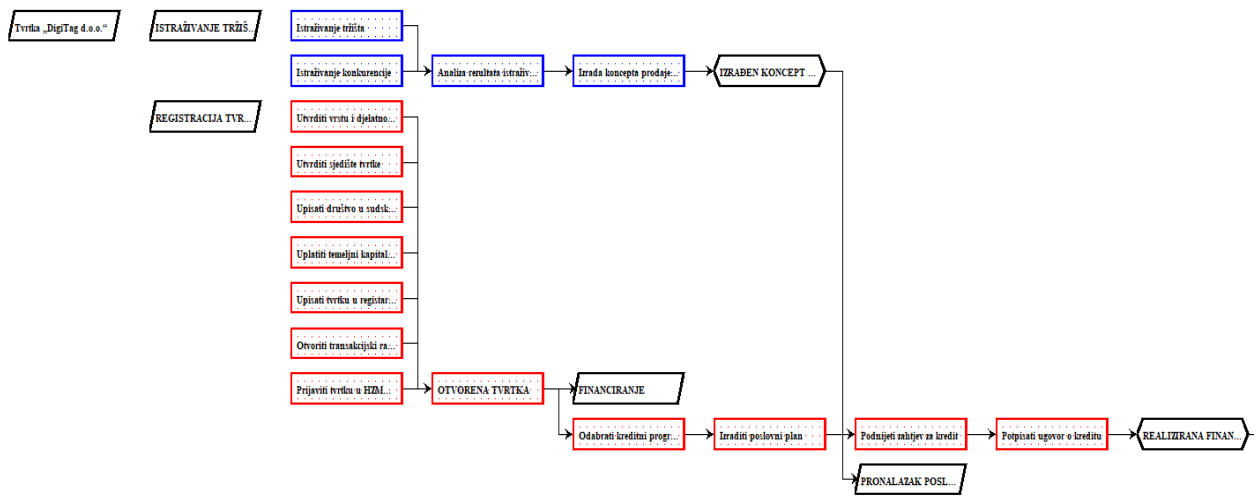 Tvrtka „DigiTag d.o.o.“
ISTRAŽIVANJE TRŽIŠ...
Istraživanje tržišta
Istraživanje konkurencije
Analiza rezultata istraživ...
Izrada koncepta prodaje...
IZRAĐEN KONCEPT ...
REGISTRACIJA TVR...
Utvrditi vrstu i djelatno...
Utvrditi sjedište tvrtke
Upisati društvo u sudsk...
Uplatiti temeljni kapital...
Upisati tvrtku u registar...
Otvoriti transakcijski ra...
Prijaviti tvrtku u HZM...
OTVORENA TVRTKA
FINANCIRANJE
Odabrati kreditni progr...
Izraditi poslovni plan
Podnijeti zahtjev za kredit
Potpisati ugovor o kreditu
REALIZIRANA FINAN...
PRONALAZAK POSL...